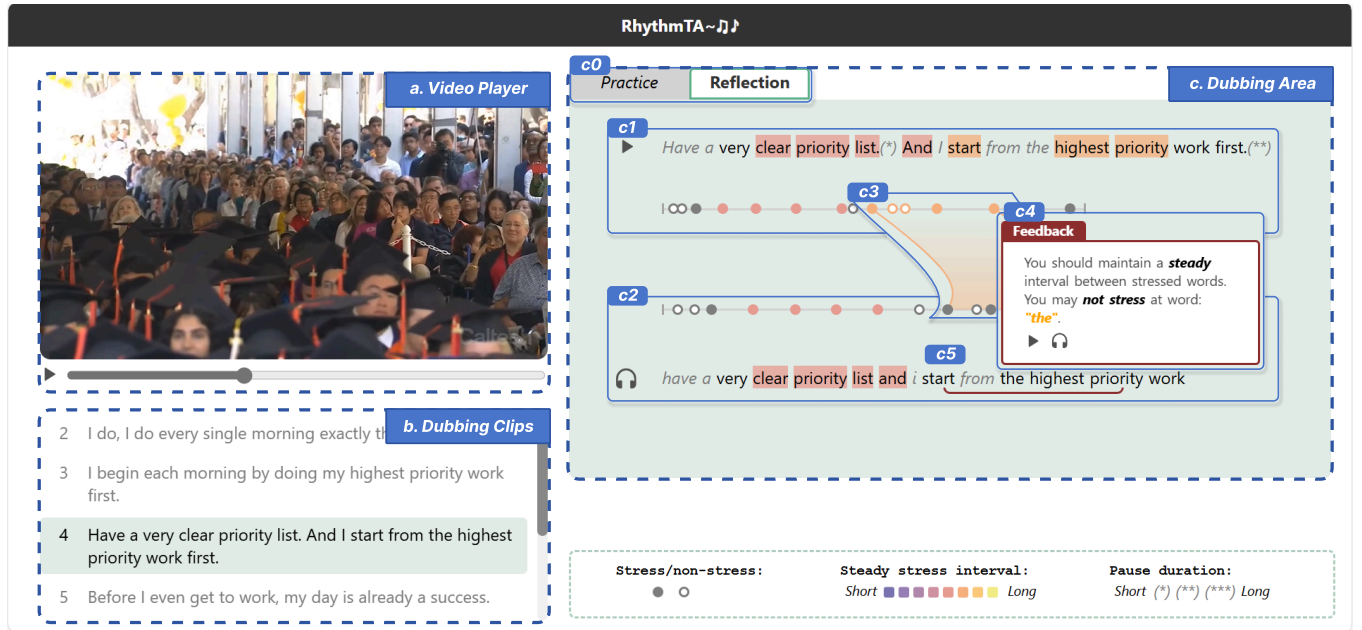 RhythmTA~♫♪
a. Video Player
Caltech
b. Dubbing Clips
2 I do, I do every single morning exactly
3 I begin each morning by doing my highest priority work
first.
4 Have a very clear priority list. And I start from the highest
priority work first.
5 Before I even get to work, my day is already a success.
c0
Practice
Reflection
c. Dubbing Area
c1
Have a very clear priority list.(*) And I start from the highest priority work first.(**)
c3
c4
Feedback
You should maintain a steady
interval between stressed words.
You may not stress at word:
"the".
c2
c5
have a very clear priority list and i start from the highest priority work
Stress/non-stress:
Steady stress interval:
Short Long
Pause duration:
Short (*) (**) (***) Long